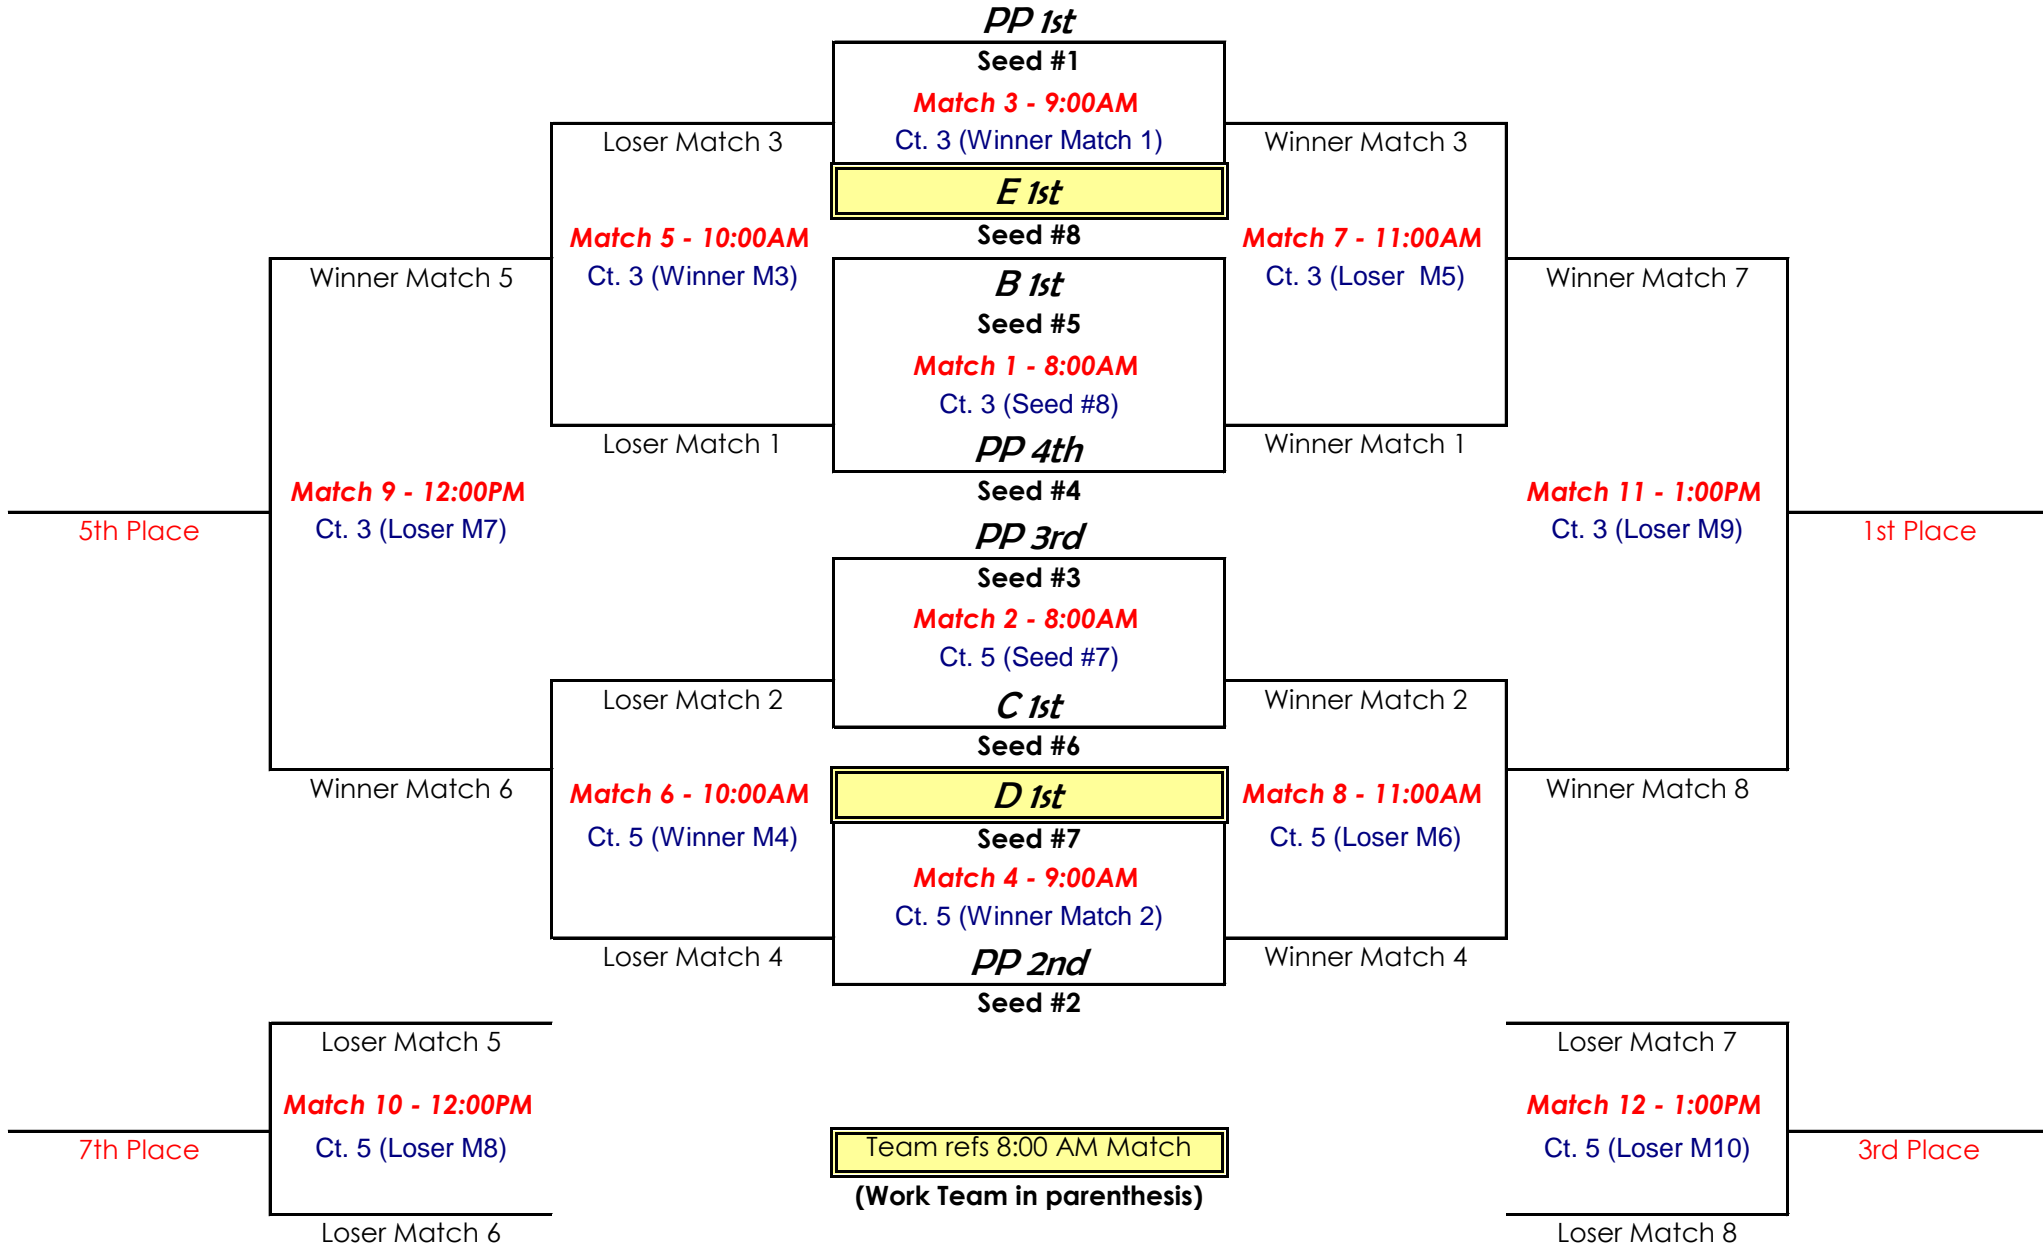 PP 1st
Seed #1
Match 3 - 9:00AM
Loser Match 3
Ct. 3 (Winner Match 1)
Winner Match 3
E 1st
Seed #8
Match 5 - 10:00AM
Match 7 - 11:00AM
Winner Match 5
Ct. 3 (Winner M3)
B 1st
Ct. 3 (Loser  M5)
Winner Match 7
Seed #5
Match 1 - 8:00AM
Ct. 3 (Seed #8)
Loser Match 1
PP 4th
Winner Match 1
Match 9 - 12:00PM
Seed #4
Match 11 - 1:00PM
5th Place
Ct. 3 (Loser M7)
PP 3rd
Ct. 3 (Loser M9)
1st Place
Seed #3
Match 2 - 8:00AM
Ct. 5 (Seed #7)
Loser Match 2
C 1st
Winner Match 2
Seed #6
Winner Match 6
Match 6 - 10:00AM
D 1st
Match 8 - 11:00AM
Winner Match 8
Ct. 5 (Winner M4)
Seed #7
Ct. 5 (Loser M6)
Match 4 - 9:00AM
Ct. 5 (Winner Match 2)
Loser Match 4
PP 2nd
Winner Match 4
Seed #2
Loser Match 5
Loser Match 7
Match 10 - 12:00PM
Match 12 - 1:00PM
7th Place
Ct. 5 (Loser M8)
Team refs 8:00 AM Match
Ct. 5 (Loser M10)
3rd Place
(Work Team in parenthesis)
Loser Match 6
Loser Match 8